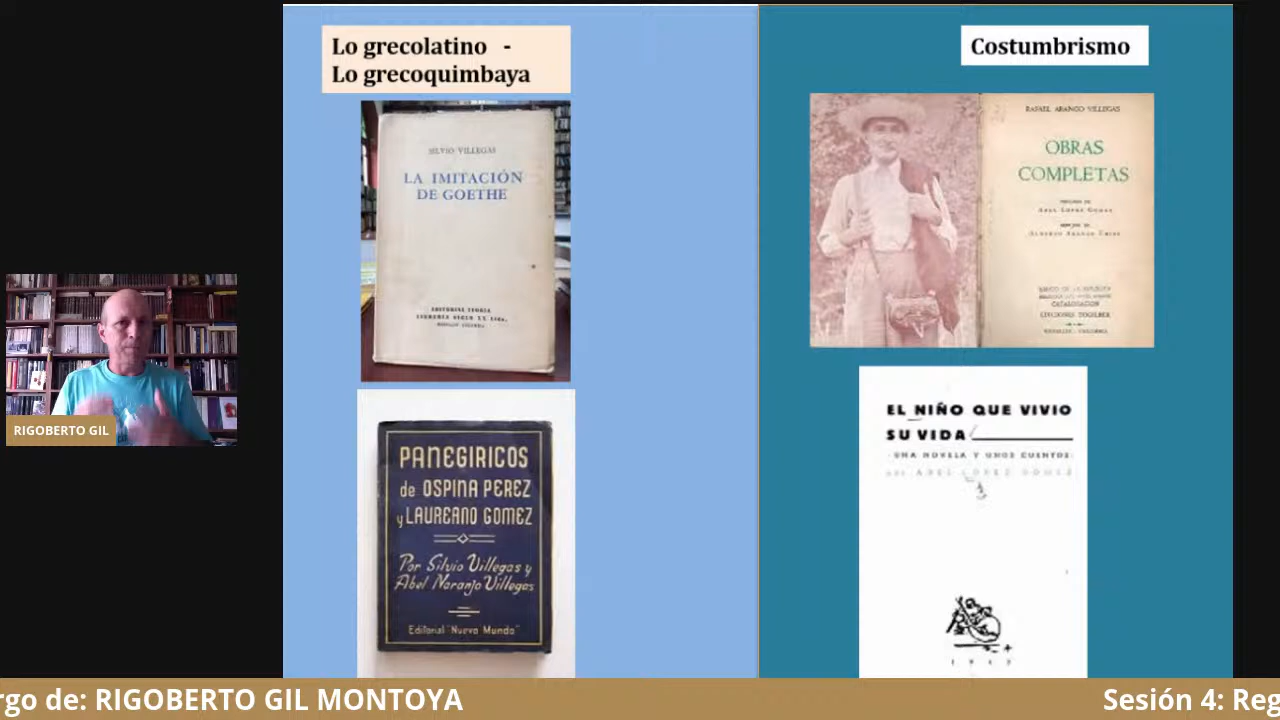 Lo grecolatino -
Lo grecoquimbaya
SILVIO VILLEGAS
LA IMITACIÓN
DE GOETHE
PANEGIRICOS
de OSPINA PEREZ
y LAUREANO GOMEZ
Por Silvio Villegas y
Abel Naranjo Villegas
Editorial "Nuevo Mundo"
Costumbrismo
RAFAEL ARANGO VILLEGAS
OBRAS
COMPLETAS
EL NIÑO QUE VIVIO
SU VIDA
UNA NOVELA Y UNOS CUENTOS
RIGOBERTO GIL
rgo de: RIGOBERTO GIL MONTOYA
Sesión 4: Reg